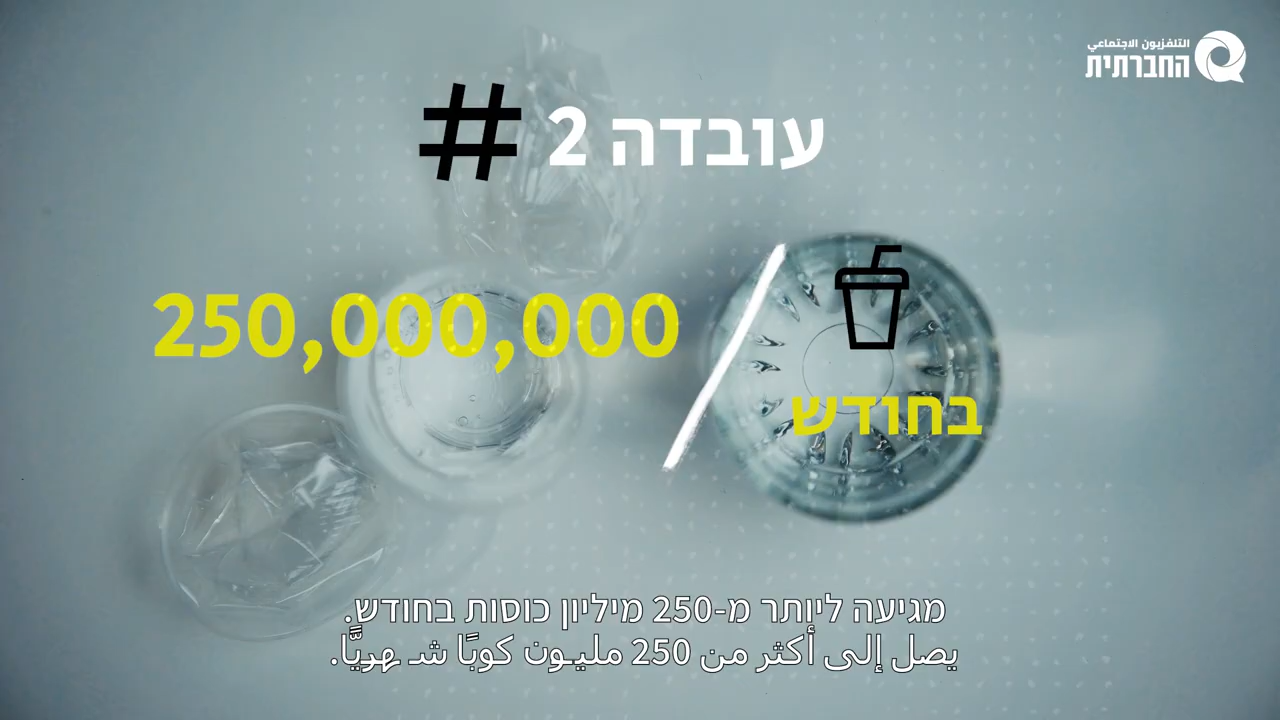 التلفزيون الاجتماعي
החברתית
עובדה 2 #
250,000,000
בחודש
מגיעה ליותר מ-250 מיליון כוסות בחודש.
يصل إلى أكثر من 250 مليون كوبًا شهريًّا.